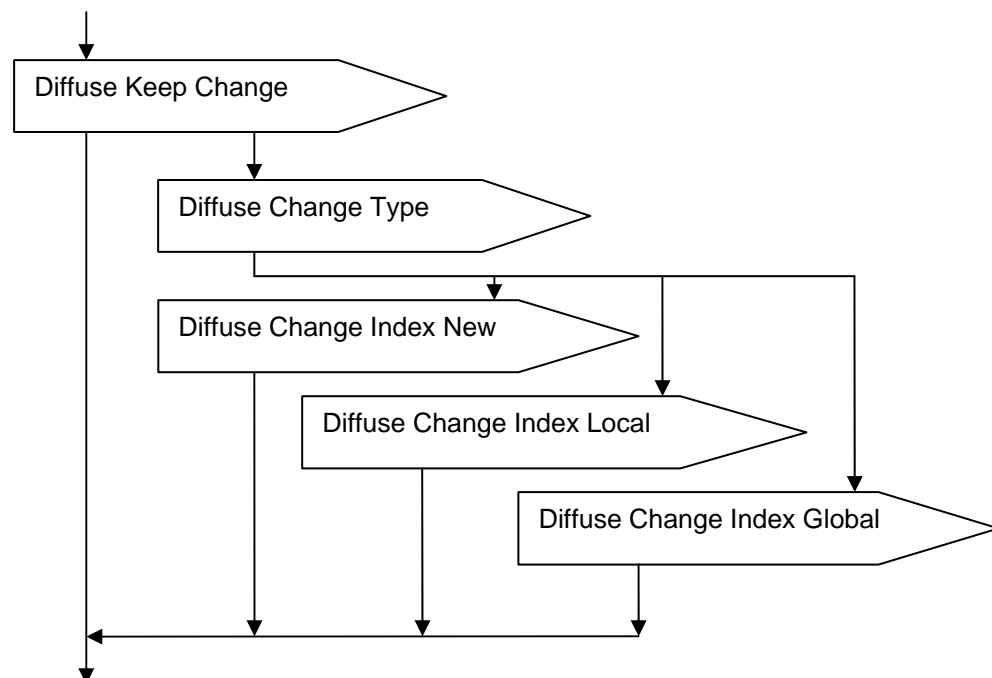 Diffuse Keep Change
Diffuse Change Type
Diffuse Change Index New
Diffuse Change Index Local
Diffuse Change Index Global